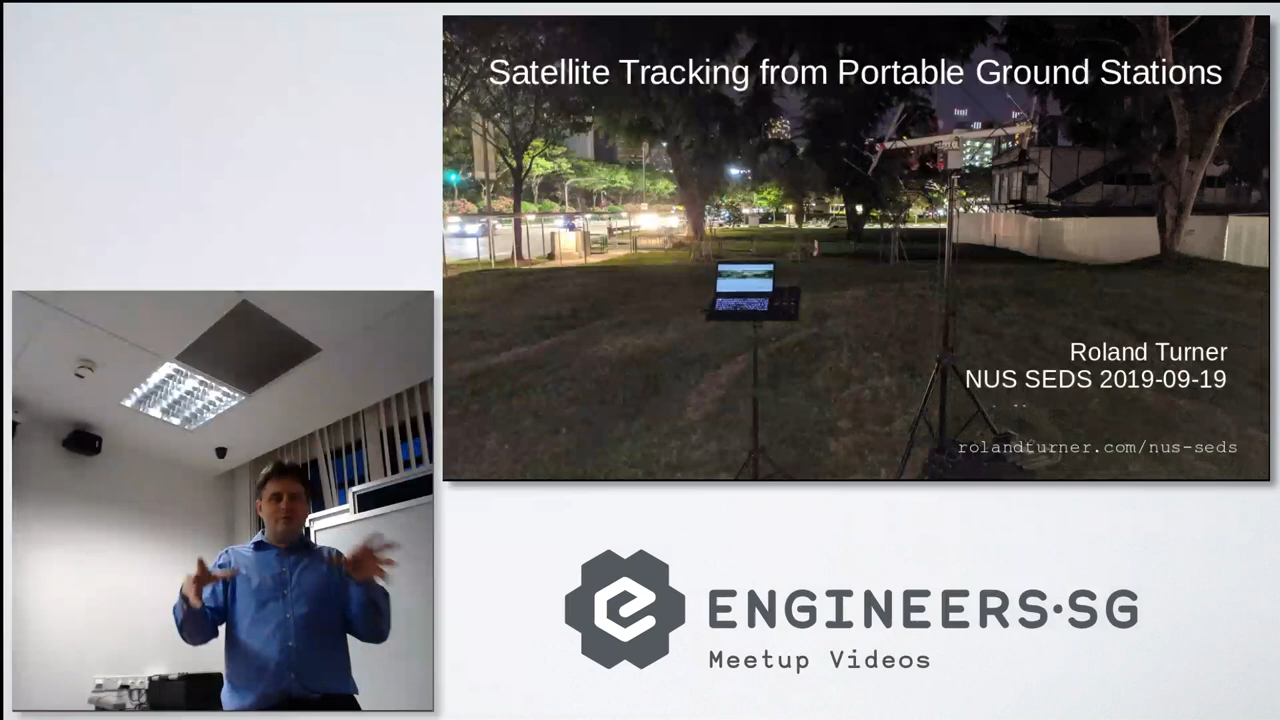 Satellite Tracking from Portable Ground Stations
Roland Turner
NUS SEDS 2019-09-19
rolandturner.com/nus-seds
ENGINEERS·SG
Meetup Videos